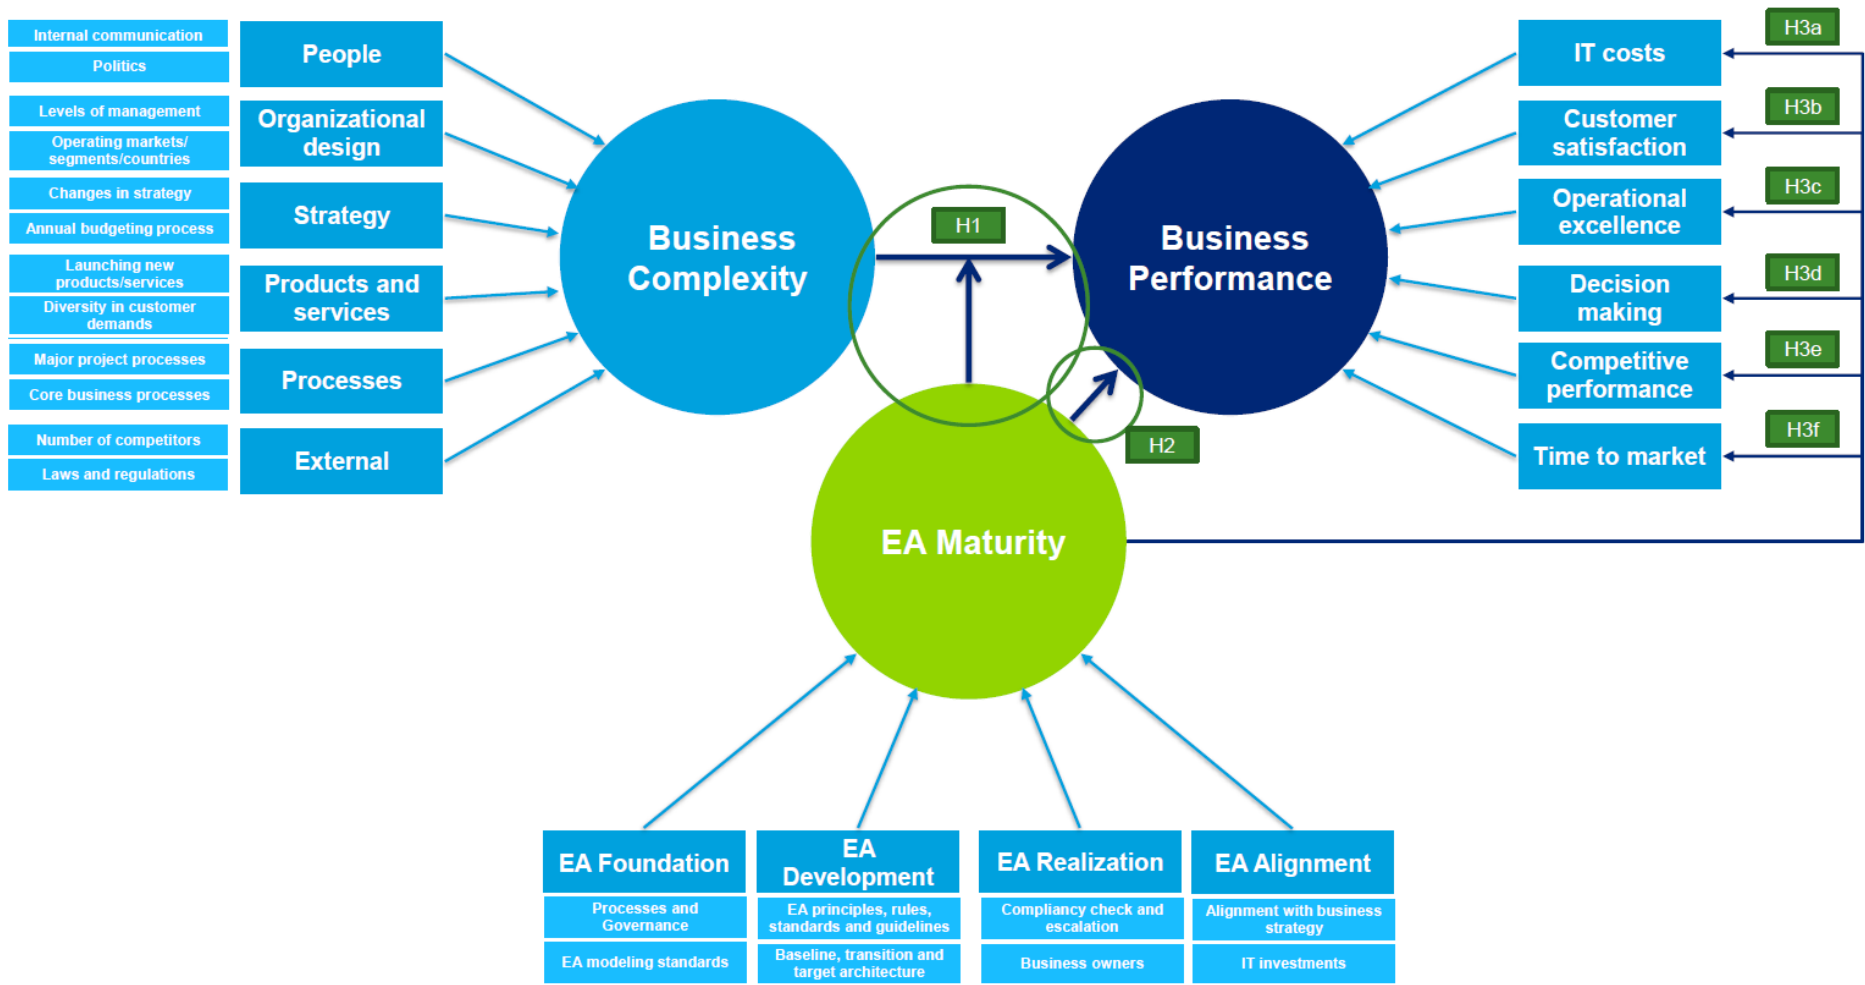 Internal communication
Politics
People
Levels of management
Operating markets/
segments/countries
Organizational
design
Changes in strategy
Annual budgeting process
Strategy
Launching new
products/services
Diversity in customer
demands
Products and
services
Major project processes
Core business processes
Processes
Number of competitors
Laws and regulations
External
Business
Complexity
H1
Business
Performance
H2
EA Maturity
IT costs
H3a
Customer
satisfaction
H3b
Operational
excellence
H3c
Decision
making
H3d
Competitive
performance
H3e
Time to market
H3f
EA Foundation
Processes and
Governance
EA modeling standards
EA
Development
EA principles, rules,
standards and guidelines
Baseline, transition and
target architecture
EA Realization
Compliancy check and
escalation
Business owners
EA Alignment
Alignment with business
strategy
IT investments